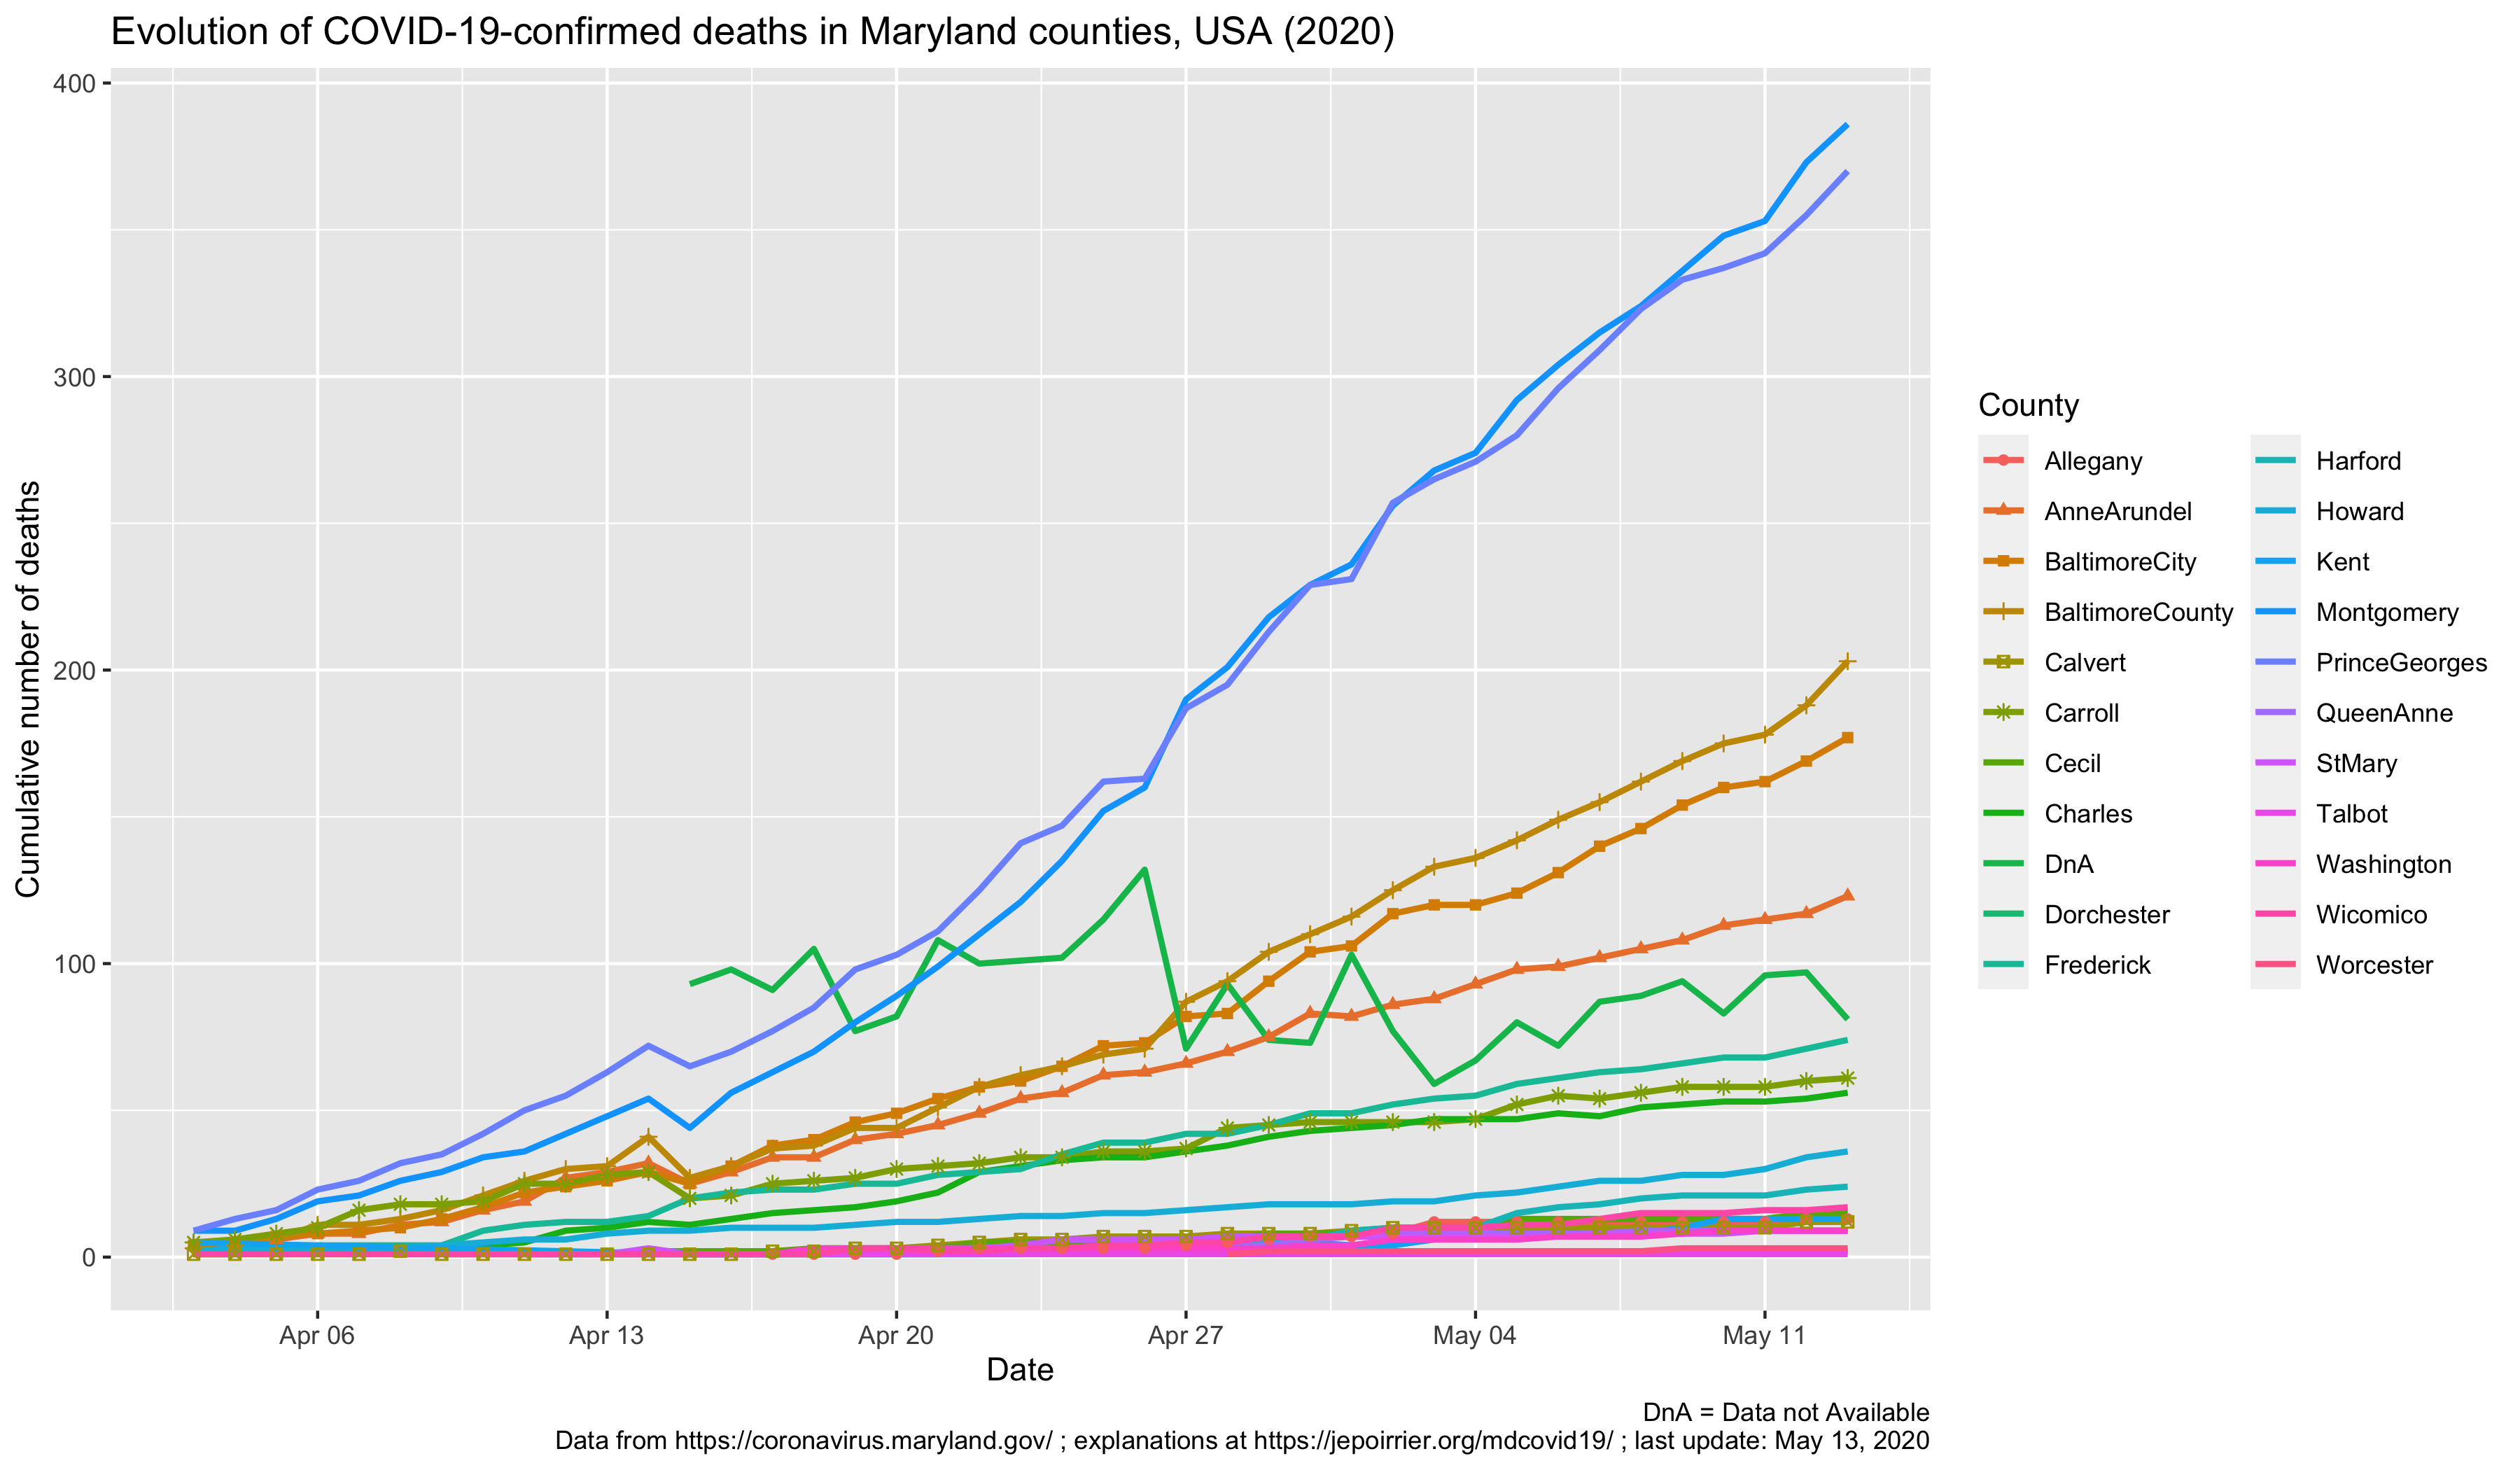 Evolution of COVID-19-confirmed deaths in Maryland counties, USA (2020)
400
300
200
100
0
Cumulative number of deaths
Apr 06
Apr 13
Apr 20
Apr 27
May 04
May 11
Date
County
Allegany
AnneArundel
BaltimoreCity
BaltimoreCounty
Calvert
Carroll
Cecil
Charles
DnA
Dorchester
Frederick
Harford
Howard
Kent
Montgomery
PrinceGeorges
QueenAnne
StMary
Talbot
Washington
Wicomico
Worcester
DnA = Data not Available
Data from https://coronavirus.maryland.gov/ ; explanations at https://jepoirrier.org/mdcovid19/ ; last update: May 13, 2020